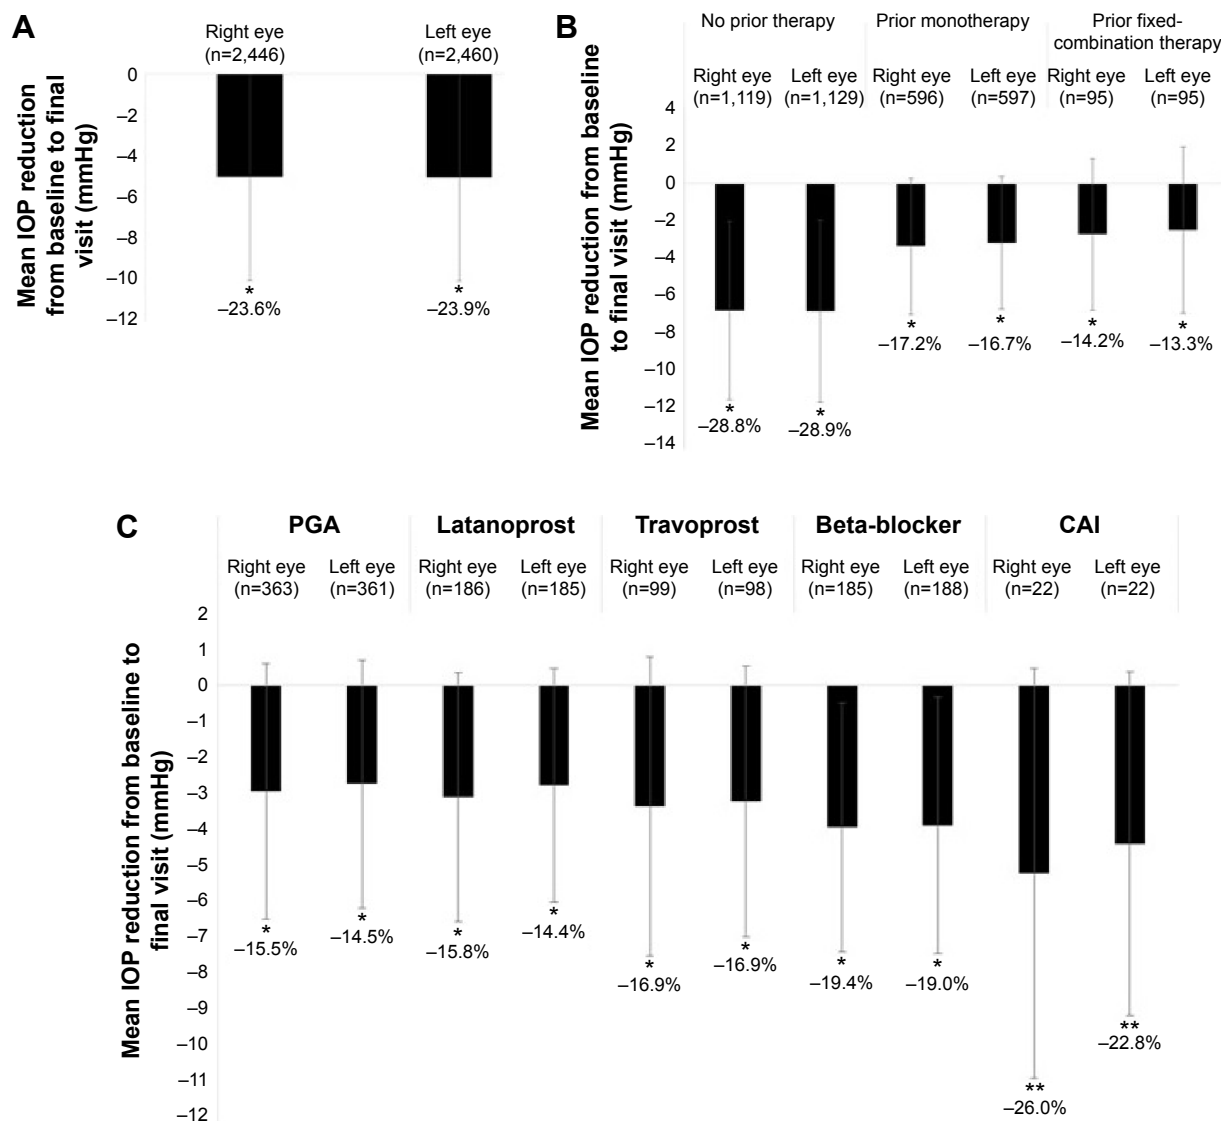 A
Right eye
(n=2,446)
Left eye
(n=2,460)
Mean IOP reduction
from baseline to final
visit (mmHg)
0
−2
−4
−6
−8
−10
−12
*
−23.6%
*
−23.9%
B
No prior therapy
Prior monotherapy
Prior fixed-
combination therapy
Right eye
(n=1,119)
Left eye
(n=1,129)
Right eye
(n=596)
Left eye
(n=597)
Right eye
(n=95)
Left eye
(n=95)
Mean IOP reduction from baseline
to final visit (mmHg)
4
2
0
−2
−4
−6
−8
−10
−12
−14
*
−28.8%
*
−28.9%
*
−17.2%
*
−16.7%
*
−14.2%
*
−13.3%
C
PGA
Latanoprost
Travoprost
Beta-blocker
CAI
Right eye
(n=363)
Left eye
(n=361)
Right eye
(n=186)
Left eye
(n=185)
Right eye
(n=99)
Left eye
(n=98)
Right eye
(n=185)
Left eye
(n=188)
Right eye
(n=22)
Left eye
(n=22)
Mean IOP reduction from baseline to
final visit (mmHg)
2
1
0
−1
−2
−3
−4
−5
−6
−7
−8
−9
−10
−11
−12
*
−15.5%
*
−14.5%
*
−15.8%
*
−14.4%
*
−16.9%
*
−16.9%
*
−19.4%
*
−19.0%
**
−26.0%
**
−22.8%